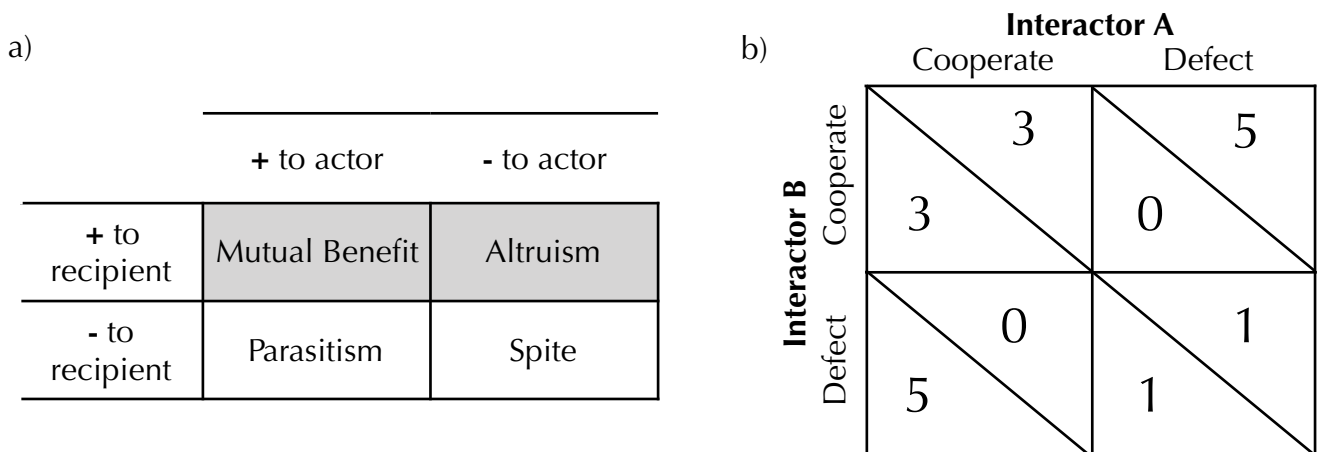 a)
+ to actor
- to actor
+ to
recipient
Mutual Benefit
Altruism
- to
recipient
Parasitism
Spite
b)
Interactor A
Cooperate
Defect
Interactor B
Cooperate
3
3
5
0
Defect
0
5
1
1